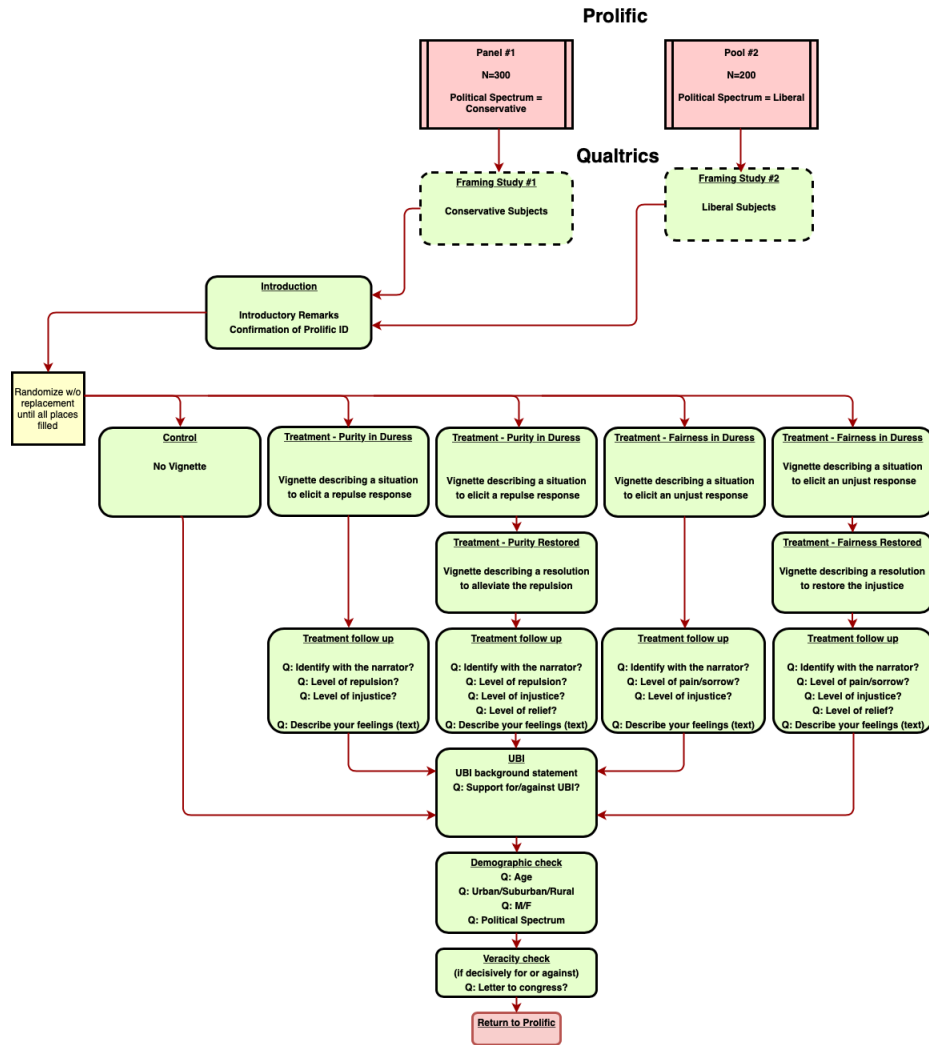 Prolific
Panel #1
N=300
Political Spectrum =
Conservative
Pool #2
N=200
Political Spectrum = Liberal
Qualtrics
Framing Study #1
Conservative Subjects
Framing Study #2
Liberal Subjects
Introduction
Introductory Remarks
Confirmation of Prolific ID
Randomize w/o
replacement
until all places
filled
Control
No Vignette
Treatment - Purity in Duress
Vignette describing a situation
to elicit a repulse response
Treatment - Purity in Duress
Vignette describing a situation
to elicit a repulse response
Treatment - Fairness in Duress
Vignette describing a situation
to elicit an unjust response
Treatment - Fairness in Duress
Vignette describing a situation
to elicit an unjust response
Treatment - Purity Restored
Vignette describing a resolution
to alleviate the repulsion
Treatment - Fairness Restored
Vignette describing a resolution
to restore the injustice
Treatment follow up
Q: Identify with the narrator?
Q: Level of repulsion?
Q: Level of injustice?
Q: Describe your feelings (text)
Treatment follow up
Q: Identify with the narrator?
Q: Level of repulsion?
Q: Level of injustice?
Q: Level of relief?
Q: Describe your feelings (text)
Treatment follow up
Q: Identify with the narrator?
Q: Level of pain/sorrow?
Q: Level of injustice?
Q: Describe your feelings (text)
Treatment follow up
Q: Identify with the narrator?
Q: Level of pain/sorrow?
Q: Level of injustice?
Q: Level of relief?
Q: Describe your feelings (text)
UBI
UBI background statement
Q: Support for/against UBI?
Demographic check
Q: Age
Q: Urban/Suburban/Rural
Q: M/F
Q: Political Spectrum
Veracity check
(if decisively for or against)
Q: Letter to congress?
Return to Prolific